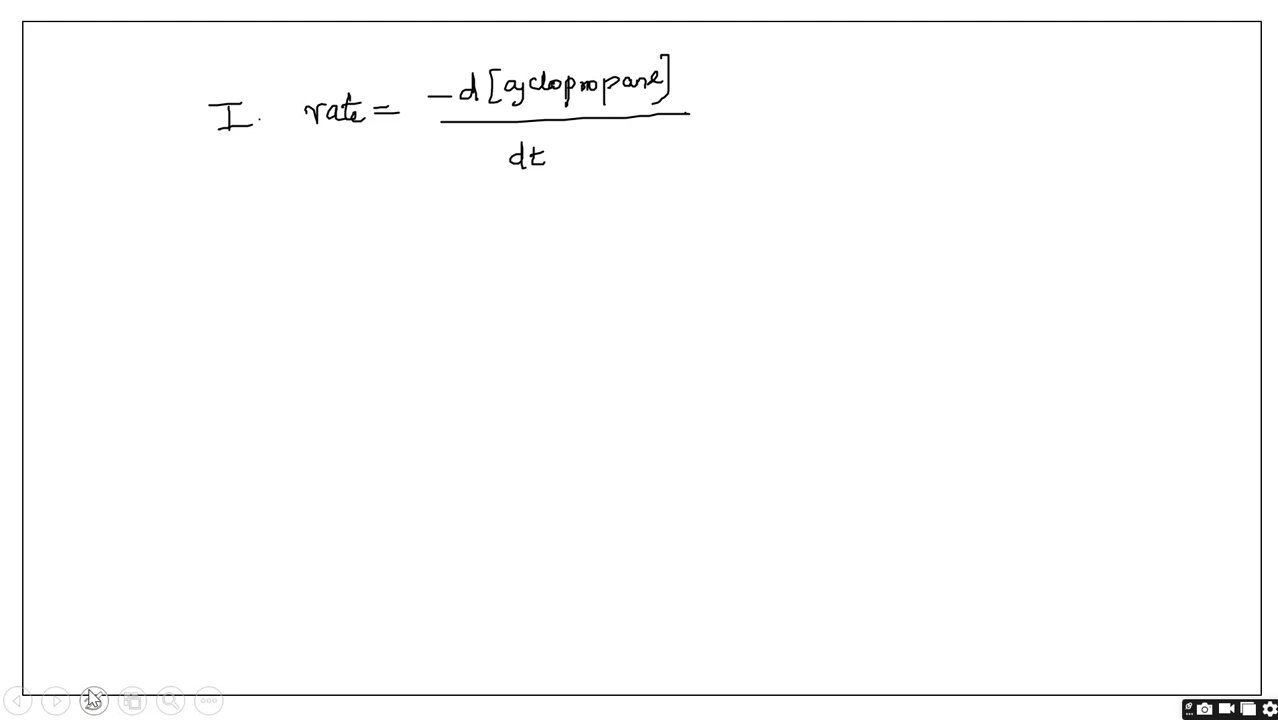 I. rate = -d[cyclopropane]
dt